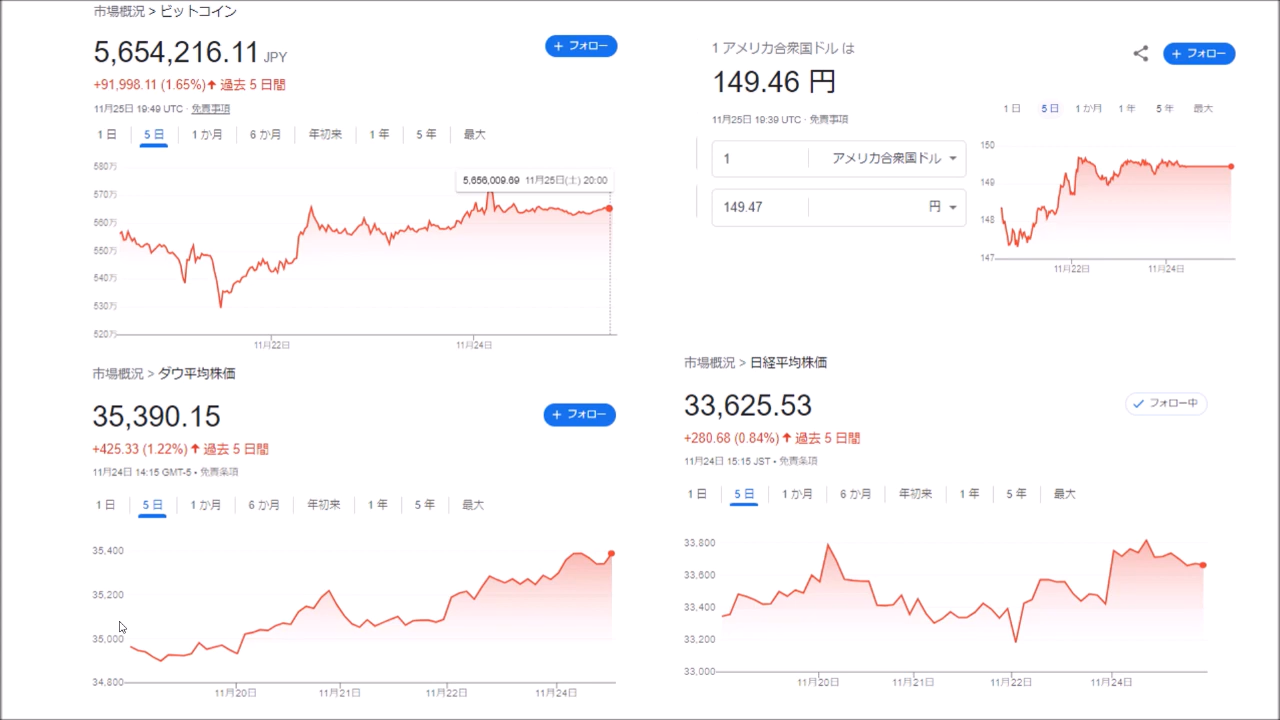 市場概況 > ビットコイン
5,654,216.11 JPY
+ フォロー
+91,998.11 (1.65%)↑ 過去 5 日間
11月25日 19:49 UTC · 免責事項
1 日 5 日 1 か月 6 か月 年初来 1 年 5 年 最大
580万
5,656,009.69 11月25日(土) 20:00
570万
560万
550万
540万
530万
520万
11月22日 11月24日
1 アメリカ合衆国ドル は
+ フォロー
149.46 円
11月25日 19:39 UTC · 免責事項
1 日 5 日 1 か月 1 年 5 年 最大
1 アメリカ合衆国ドル
149.47 円
150
149
148
147
11月22日 11月24日
市場概況 > ダウ平均株価
35,390.15
+ フォロー
+425.33 (1.22%) ↑ 過去 5 日間
11月24日 14:15 GMT-5 • 免責条項
1 日 5 日 1 か月 6 か月 年初来 1 年 5 年 最大
35,400
35,200
35,000
34,800
11月20日 11月21日 11月22日 11月24日
市場概況 > 日経平均株価
33,625.53
フォロー中
+280.68 (0.84%) ↑ 過去 5 日間
11月24日 15:15 JST • 免責条項
1 日 5 日 1 か月 6 か月 年初来 1 年 5 年 最大
33,800
33,600
33,400
33,200
33,000
11月20日 11月21日 11月22日 11月24日